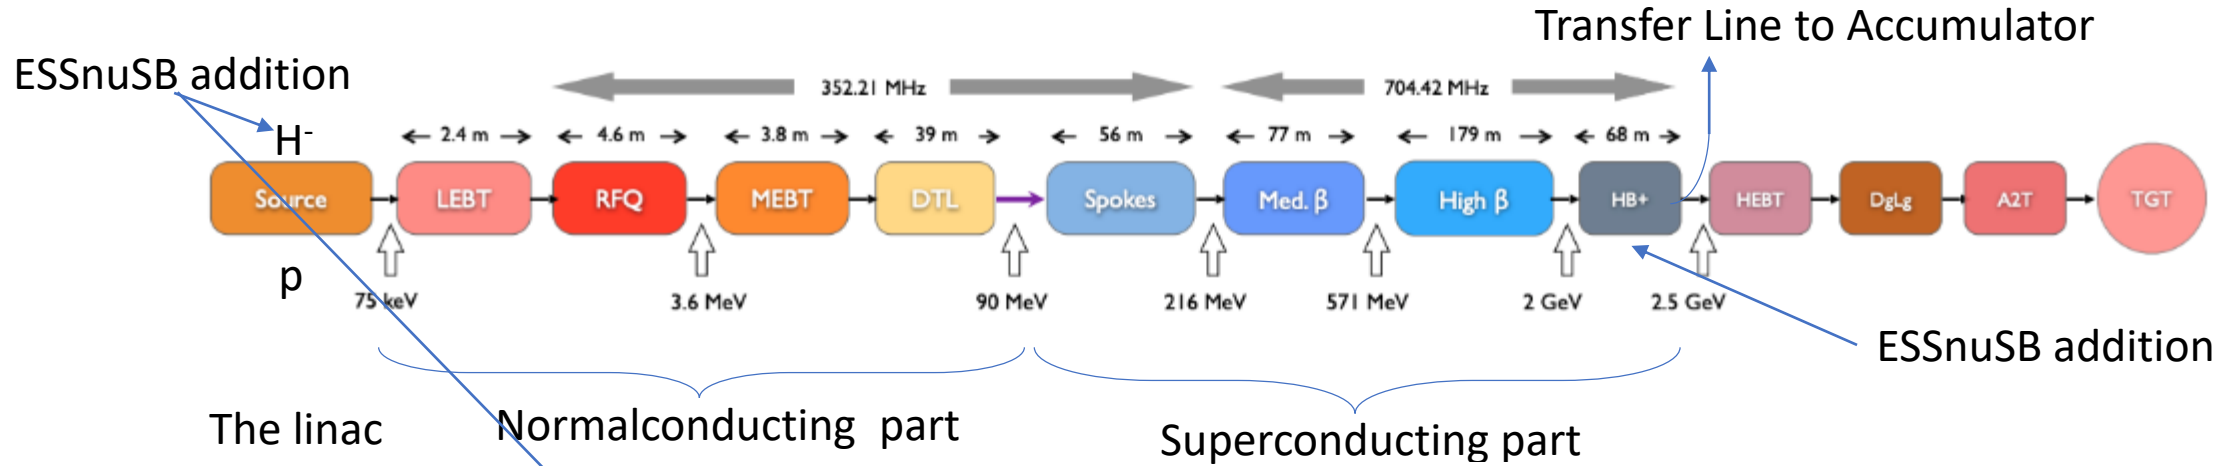 Transfer Line to Accumulator
ESSnuSB addition
352.21 MHz
704.42 MHz
H-
2.4 m
4.6 m
3.8 m
39 m
56 m
77 m
179 m
68 m
Source
LEBT
RFQ
MEBT
DTL
Spokes
Med. β
High β
HB+
HEBT
DgLg
A2T
TGT
p
75 keV
3.6 MeV
90 MeV
216 MeV
571 MeV
2 GeV
2.5 GeV
ESSnuSB addition
The linac
Normalconducting part
Superconducting part